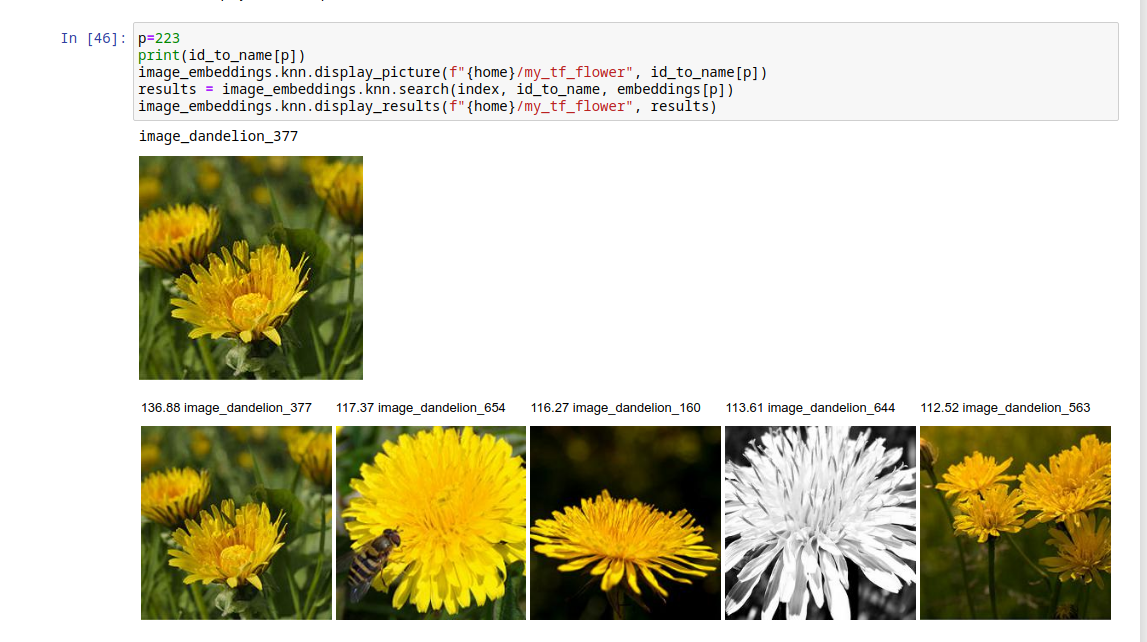 In [46]:
p=223
print(id_to_name[p])
image_embeddings.knn.display_picture(f"{home}/my_tf_flower", id_to_name[p])
results = image_embeddings.knn.search(index, id_to_name, embeddings[p])
image_embeddings.knn.display_results(f"{home}/my_tf_flower", results)
image_dandelion_377
136.88 image_dandelion_377
117.37 image_dandelion_654
116.27 image_dandelion_160
113.61 image_dandelion_644
112.52 image_dandelion_563